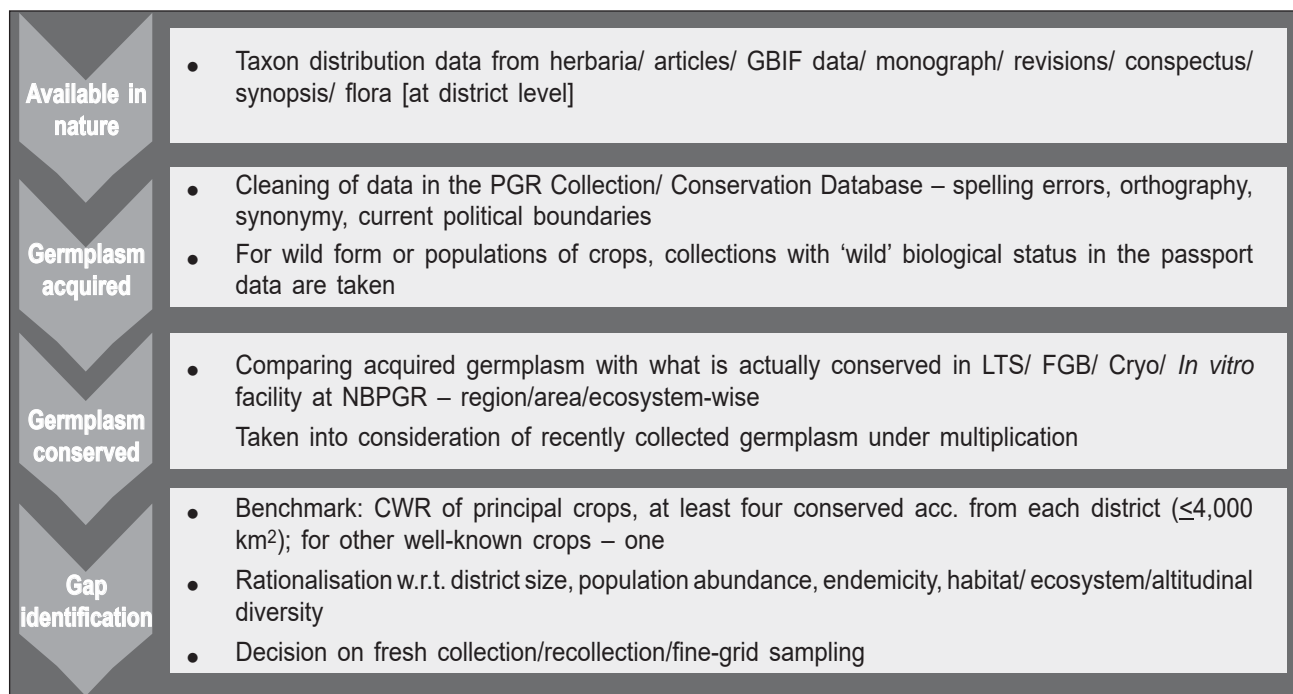 Available in
nature
● Taxon distribution data from herbaria/ articles/ GBIF data/ monograph/ revisions/ conspectus/
synopsis/ flora [at district level]
Germplasm
acquired
● Cleaning of data in the PGR Collection/ Conservation Database – spelling errors, orthography,
synonymy, current political boundaries
● For wild form or populations of crops, collections with ‘wild’ biological status in the passport
data are taken
Germplasm
conserved
● Comparing acquired germplasm with what is actually conserved in LTS/ FGB/ Cryo/ In vitro
facility at NBPGR – region/area/ecosystem-wise
Taken into consideration of recently collected germplasm under multiplication
Gap
identification
● Benchmark: CWR of principal crops, at least four conserved acc. from each district (≤4,000
km²); for other well-known crops – one
● Rationalisation w.r.t. district size, population abundance, endemicity, habitat/ ecosystem/altitudinal
diversity
● Decision on fresh collection/recollection/fine-grid sampling